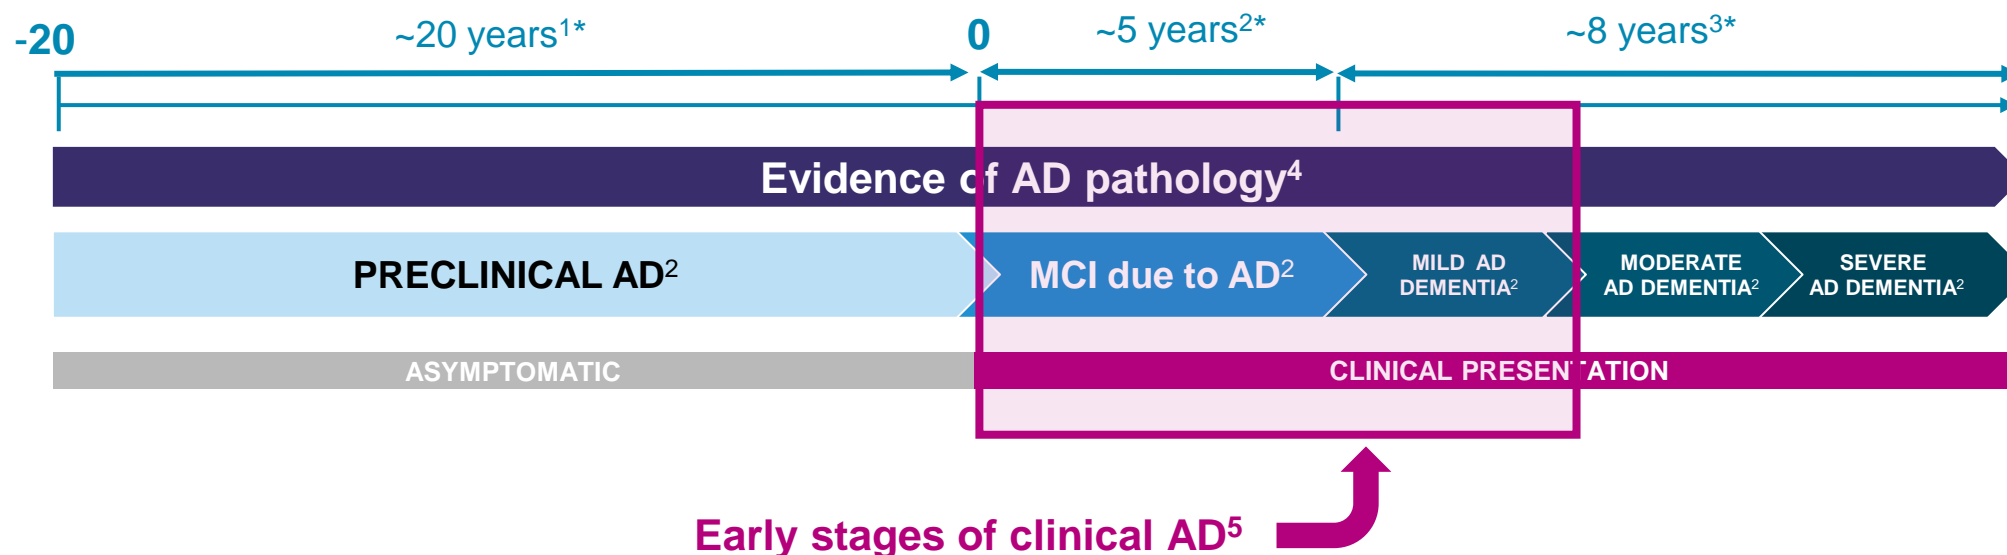 -20
~20 years¹*
0
~5 years²*
~8 years³*
Evidence of AD pathology⁴
PRECLINICAL AD²
MCI due to AD²
MILD AD
DEMENTIA²
MODERATE
AD DEMENTIA²
SEVERE
AD DEMENTIA²
ASYMPTOMATIC
CLINICAL PRESENTATION
Early stages of clinical AD⁵